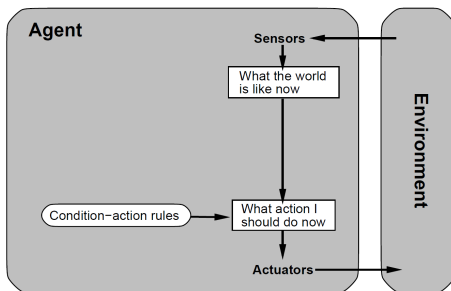 Agent
Sensors
What the world
is like now
Condition−action rules
What action I
should do now
Actuators
Environment